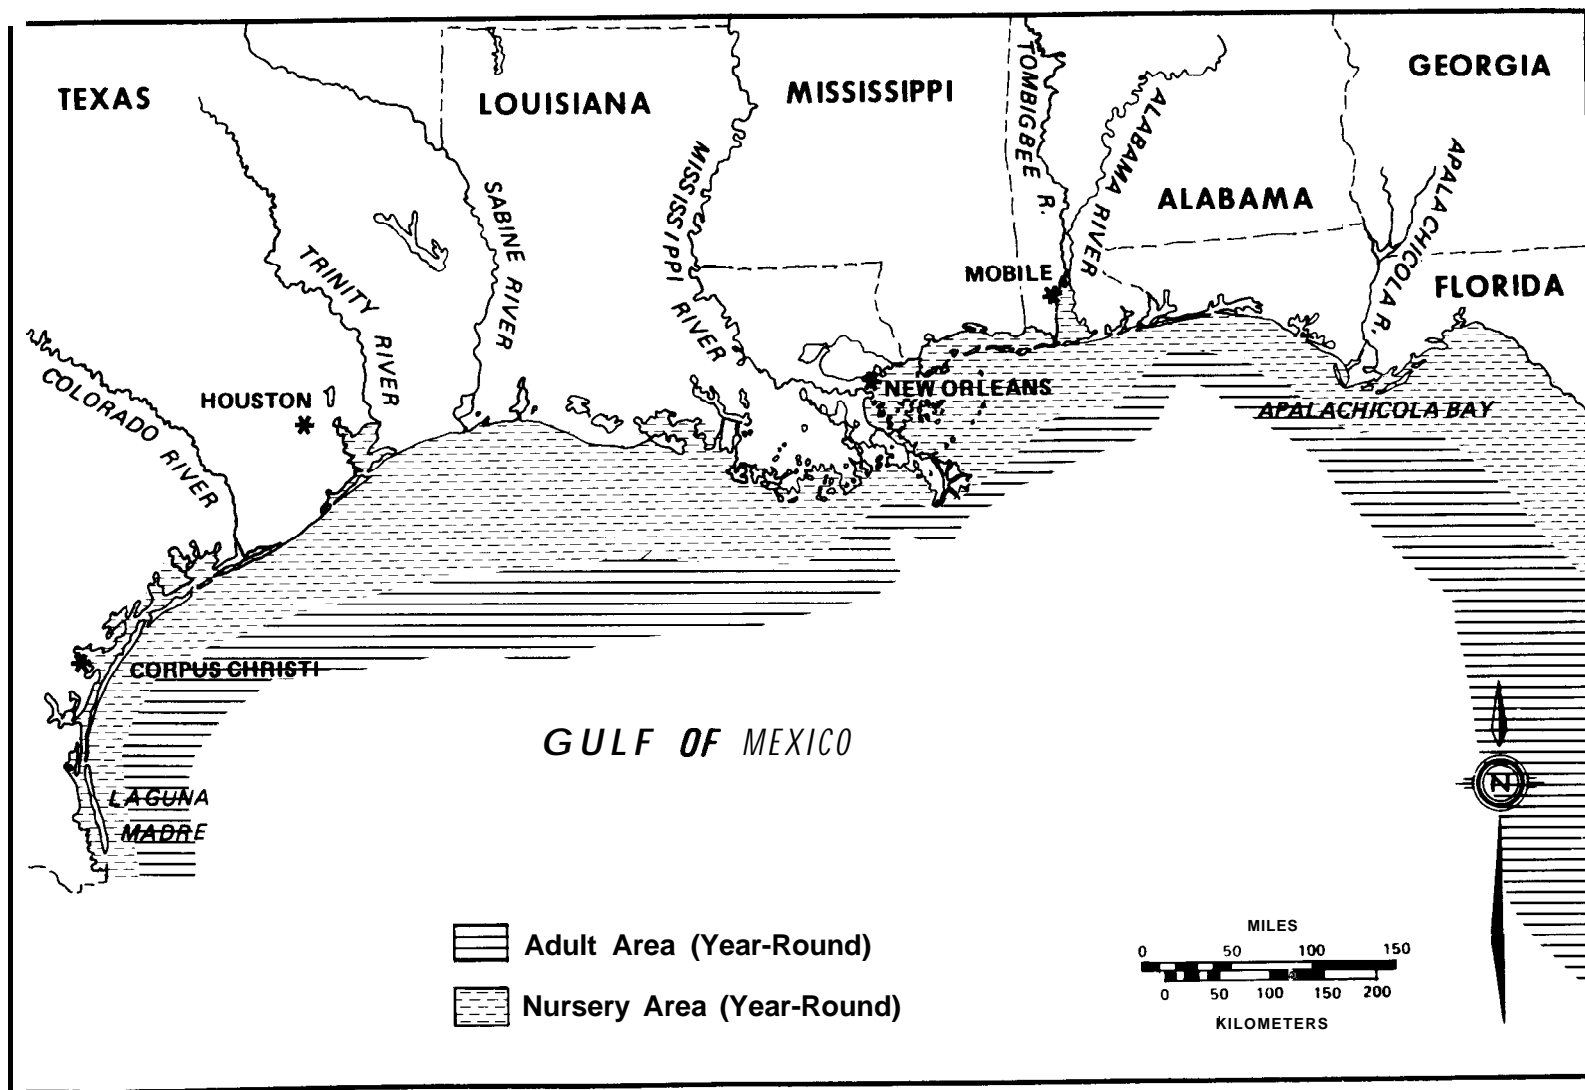 TEXAS
LOUISIANA
MISSISSIPPI
GEORGIA
ALABAMA
FLORIDA
TOMBIGBEE R.
ALABAMA RIVER
APALACHICOLA R.
MISSISSIPPI RIVER
SABINE RIVER
TRINITY RIVER
COLORADO RIVER
MOBILE
HOUSTON
NEW ORLEANS
APALACHICOLA BAY
CORPUS CHRISTI
GULF OF MEXICO
LAGUNA
MADRE
N
Adult Area (Year-Round)
Nursery Area (Year-Round)
MILES
0 50 100 150
0 50 100 150 200
KILOMETERS